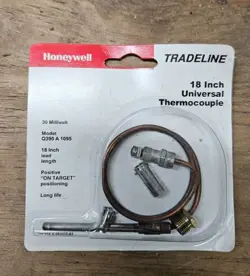 Honeywell
TRADELINE
18 Inch
Universal
Thermocouple
30 Millivolt
Model
Q390 A 1095
18 Inch
lead
length
Positive
"ON TARGET"
positioning
Long life